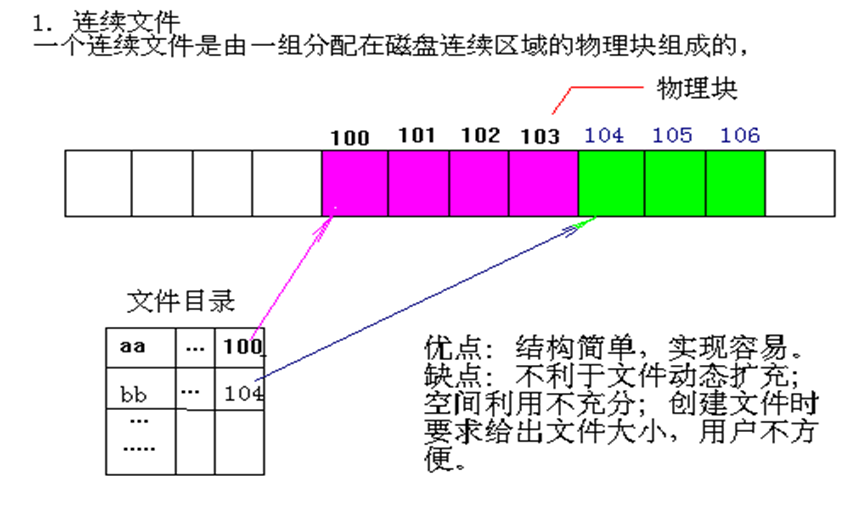 1. 连续文件
一个连续文件是由一组分配在磁盘连续区域的物理块组成的，
物理块
100 101 102 103 104 105 106
文件目录
aa … 100
bb … 104
…
.....
优点：结构简单，实现容易。
缺点：不利于文件动态扩充；
空间利用不充分；创建文件时
要求给出文件大小，用户不方
便。